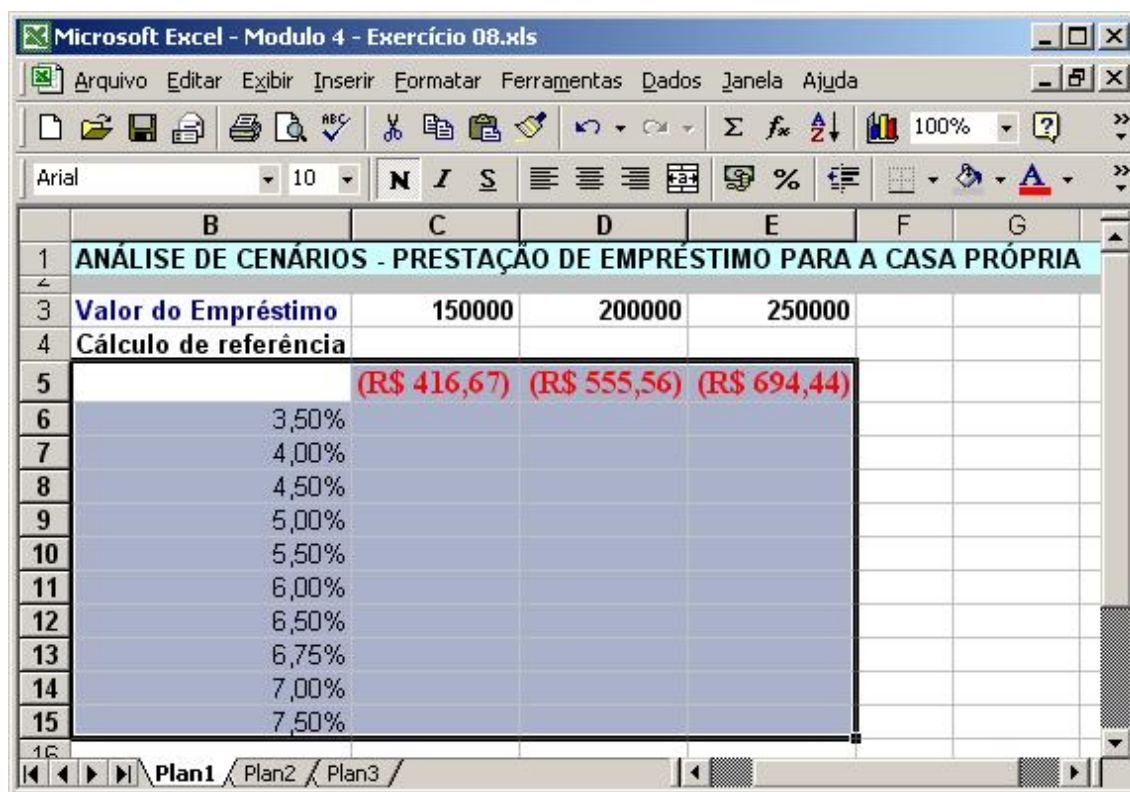 Microsoft Excel - Modulo 4 - Exercício 08.xls
Arquivo Editar Exibir Inserir Formatar Ferramentas Dados Janela Ajuda
ABC Σ fx A Z 100% ?
Arial 10 N I S % A
B C D E F G
1 ANÁLISE DE CENÁRIOS - PRESTAÇÃO DE EMPRÉSTIMO PARA A CASA PRÓPRIA
2
3 Valor do Empréstimo 150000 200000 250000
4 Cálculo de referência
5 (R$ 416,67) (R$ 555,56) (R$ 694,44)
6 3,50%
7 4,00%
8 4,50%
9 5,00%
10 5,50%
11 6,00%
12 6,50%
13 6,75%
14 7,00%
15 7,50%
16
Plan1 Plan2 Plan3